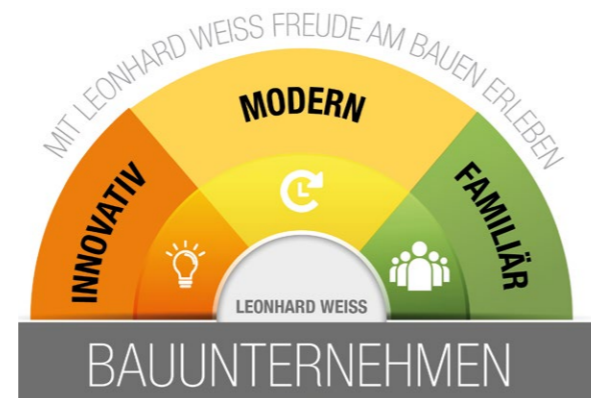 MIT LEONHARD WEISS FREUDE AM BAUEN ERLEBEN
INNOVATIV
MODERN
FAMILIÄR
LEONHARD WEISS
BAUUNTERNEHMEN